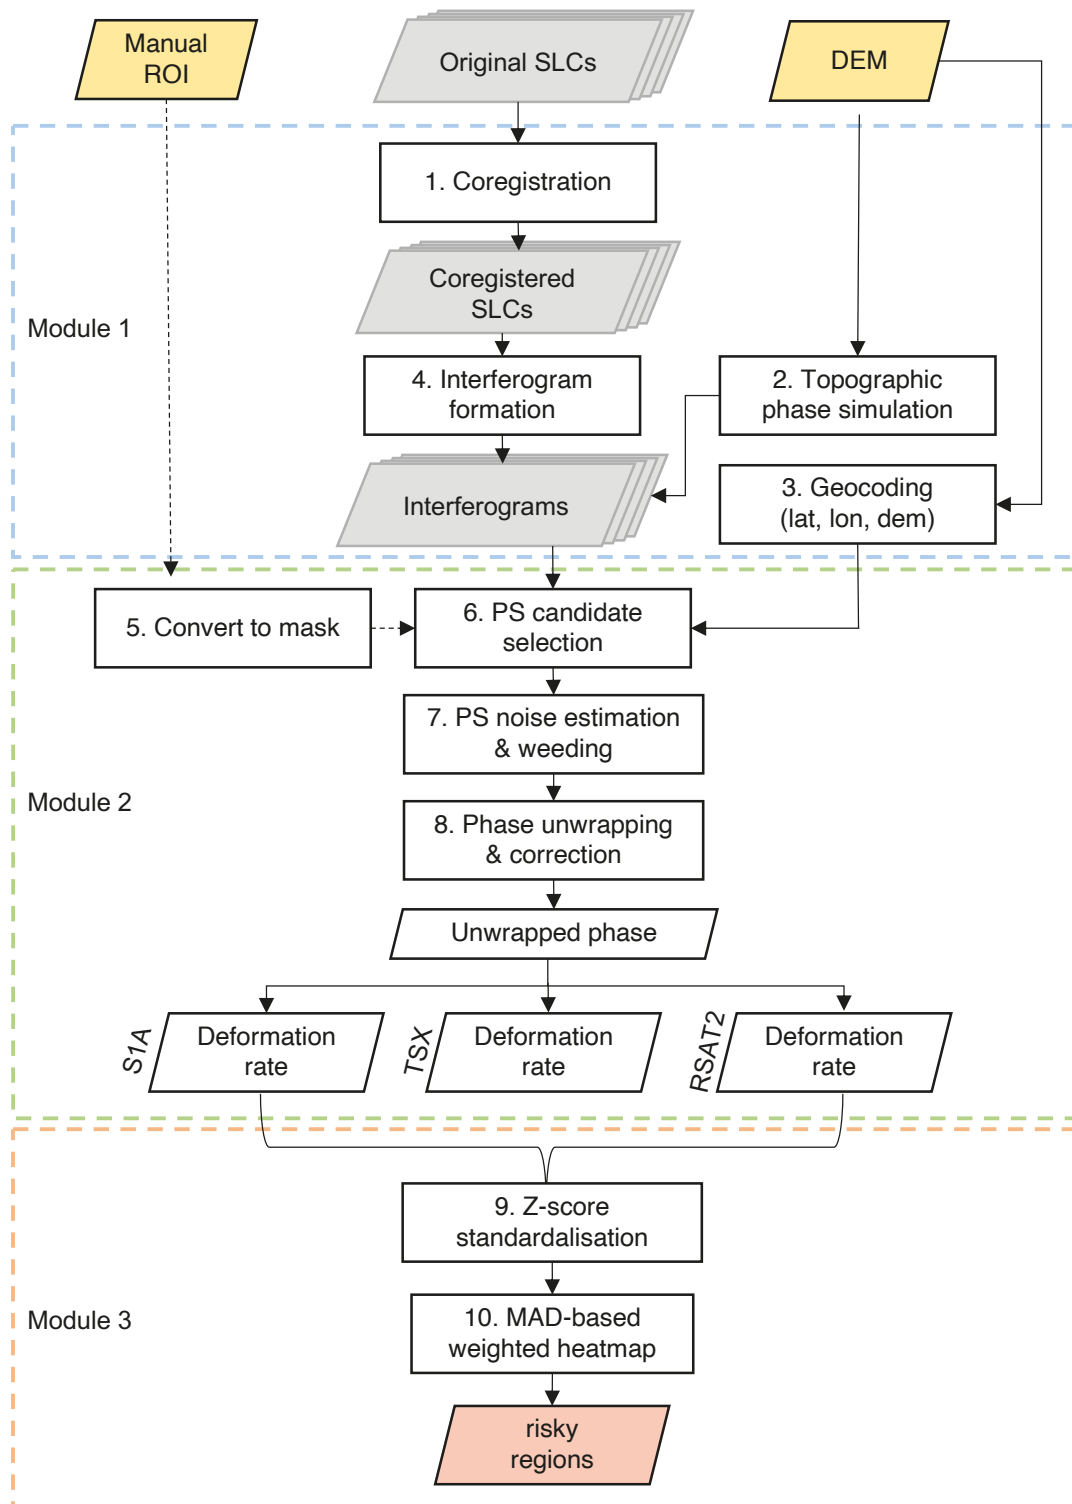 Manual
ROI
Original SLCs
DEM
1. Coregistration
Coregistered
SLCs
Module 1
4. Interferogram
formation
2. Topographic
phase simulation
Interferograms
3. Geocoding
(lat, lon, dem)
5. Convert to mask
6. PS candidate
selection
7. PS noise estimation
& weeding
Module 2
8. Phase unwrapping
& correction
Unwrapped phase
S1A
Deformation
rate
TSX
Deformation
rate
RSAT2
Deformation
rate
9. Z-score
standardalisation
Module 3
10. MAD-based
weighted heatmap
risky
regions